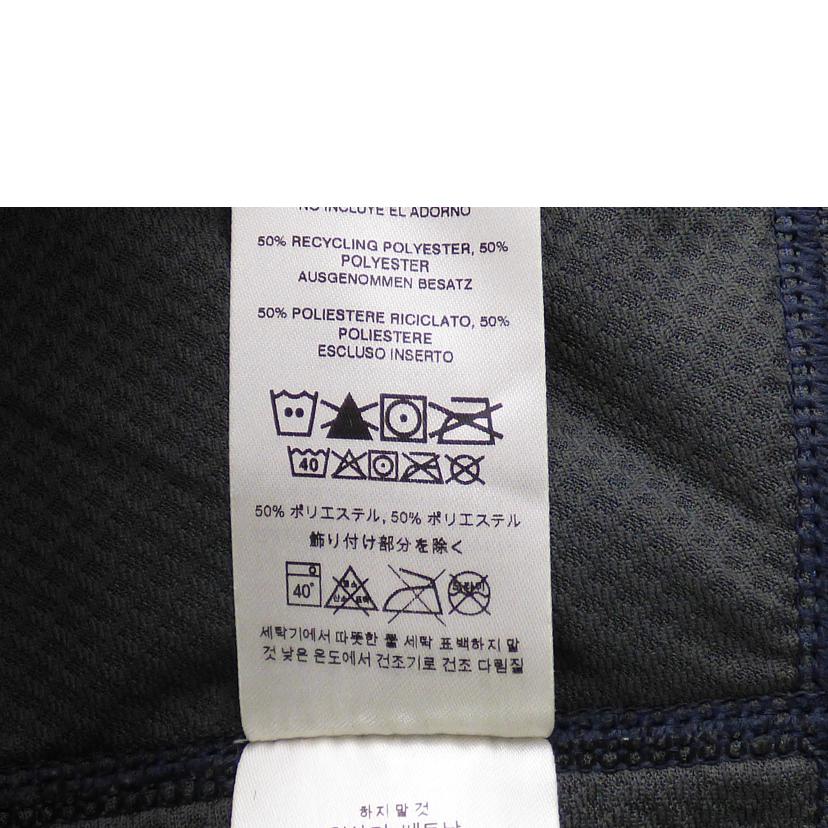 NO INCLUYE EL ADORNO
50% RECYCLING POLYESTER, 50%
POLYESTER
AUSGENOMMEN BESATZ
50% POLIESTERE RICICLATO, 50%
POLIESTERE
ESCLUSO INSERTO
40
50% ポリエステル, 50% ポリエステル
飾り付け部分を除く
40°
세탁기에서 따뜻한 물 세탁 표백하지 말
것 낮은 온도에서 건조기로 건조 다림질
하지 말 것